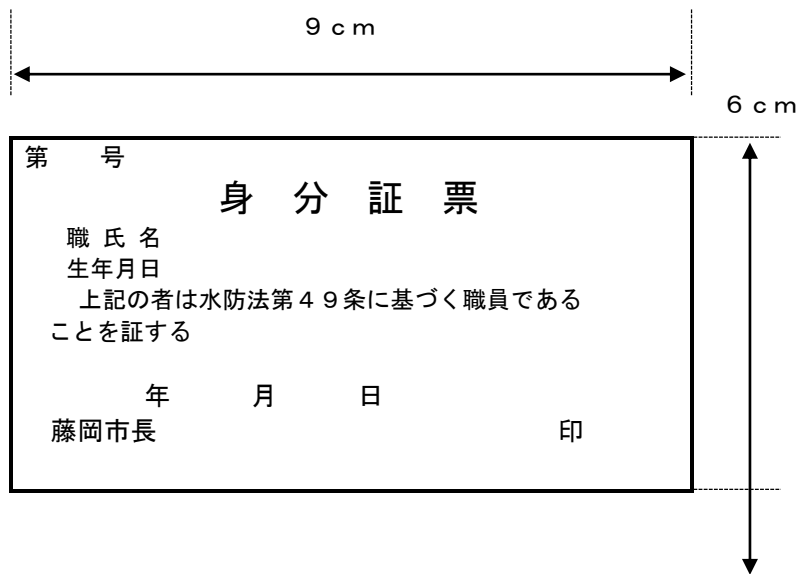 ９ｃｍ
６ｃｍ
第　　号
身　分　証　票
職 氏 名
生年月日
上記の者は水防法第４９条に基づく職員である
ことを証する
年　　　月　　　日
藤岡市長　　　　　　　　　　　　　　　印